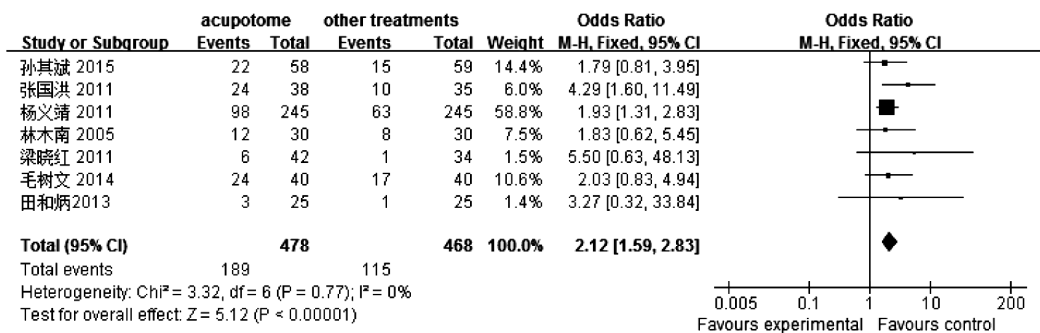 acupotome other treatments Odds Ratio Odds Ratio
Study or Subgroup Events Total Events Total Weight M-H, Fixed, 95% CI M-H, Fixed, 95% CI
孙其斌 2015 22 58 15 59 14.4% 1.79 [0.81, 3.95]
张国洪 2011 24 38 10 35 6.0% 4.29 [1.60, 11.49]
杨义靖 2011 98 245 63 245 58.8% 1.93 [1.31, 2.83]
林木南 2005 12 30 8 30 7.5% 1.83 [0.62, 5.45]
梁晓红 2011 6 42 1 34 1.5% 5.50 [0.63, 48.13]
毛树文 2014 24 40 17 40 10.6% 2.03 [0.83, 4.94]
田和炳2013 3 25 1 25 1.4% 3.27 [0.32, 33.84]
Total (95% CI) 478 468 100.0% 2.12 [1.59, 2.83]
Total events 189 115
Heterogeneity: Chi² = 3.32, df = 6 (P = 0.77); I² = 0%
Test for overall effect: Z = 5.12 (P < 0.00001)
0.005 0.1 1 10 200
Favours experimental Favours control